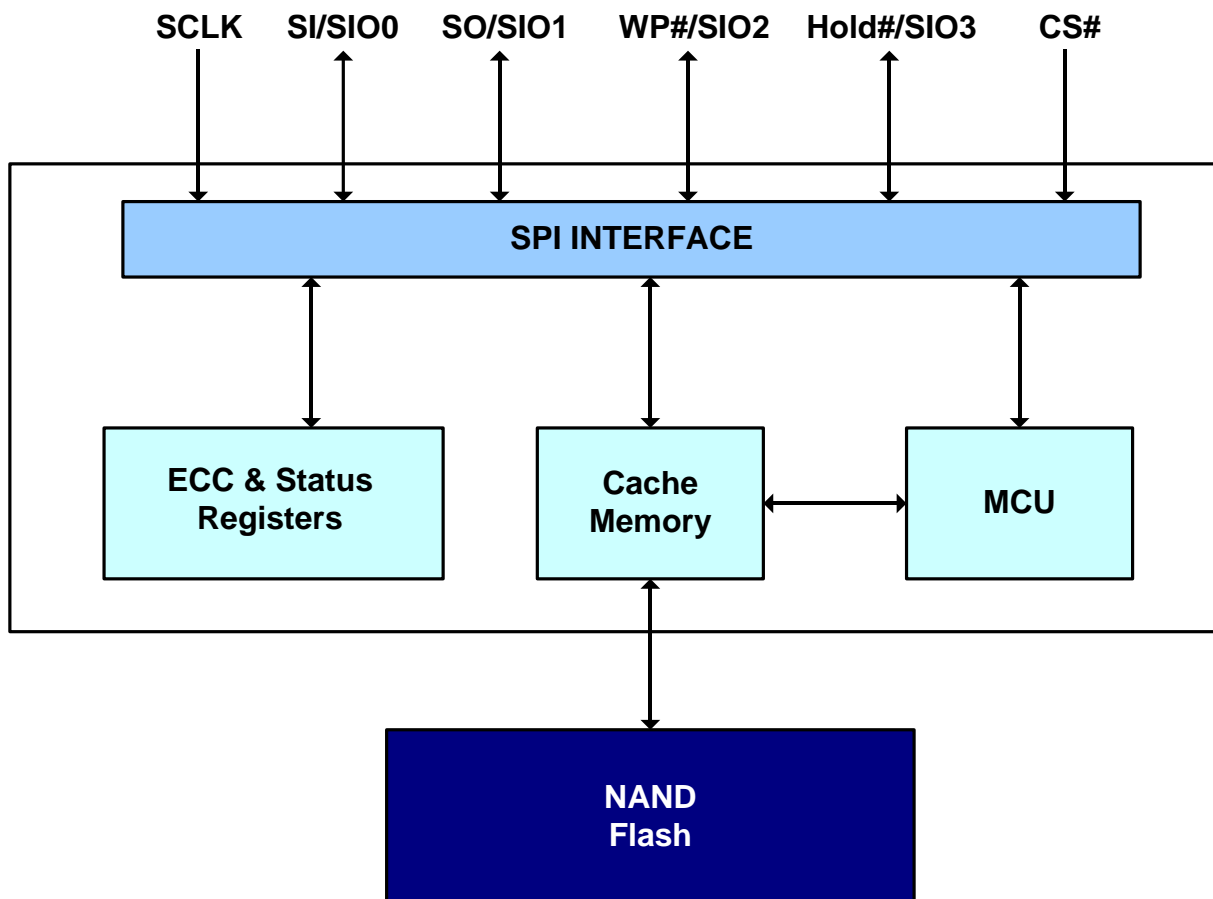 SCLK SI/SIO0 SO/SIO1 WP#/SIO2 Hold#/SIO3 CS#
SPI INTERFACE
ECC & Status
Registers
Cache
Memory
MCU
NAND
Flash